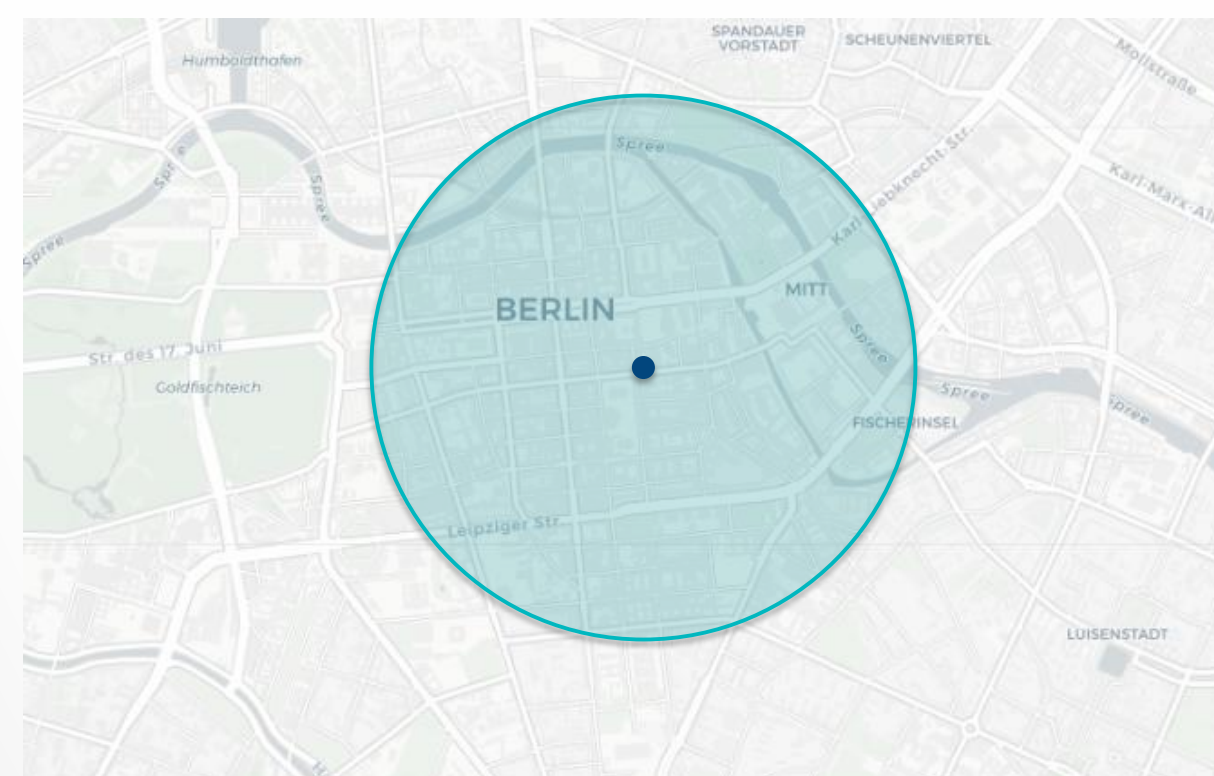 SPANDAUER
VORSTADT
SCHEUNENVIERTEL
Mollstraße
Humboldthafen
Spree
Spree
Spree
Spree
Karl-Liebknecht-Str.
Karl-Marx-All
BERLIN
MITT
Str. des 17. Juni
Spree
Goldfischteich
Spree
Spree
FISCHERINSEL
Leipziger Str.
LUISENSTADT